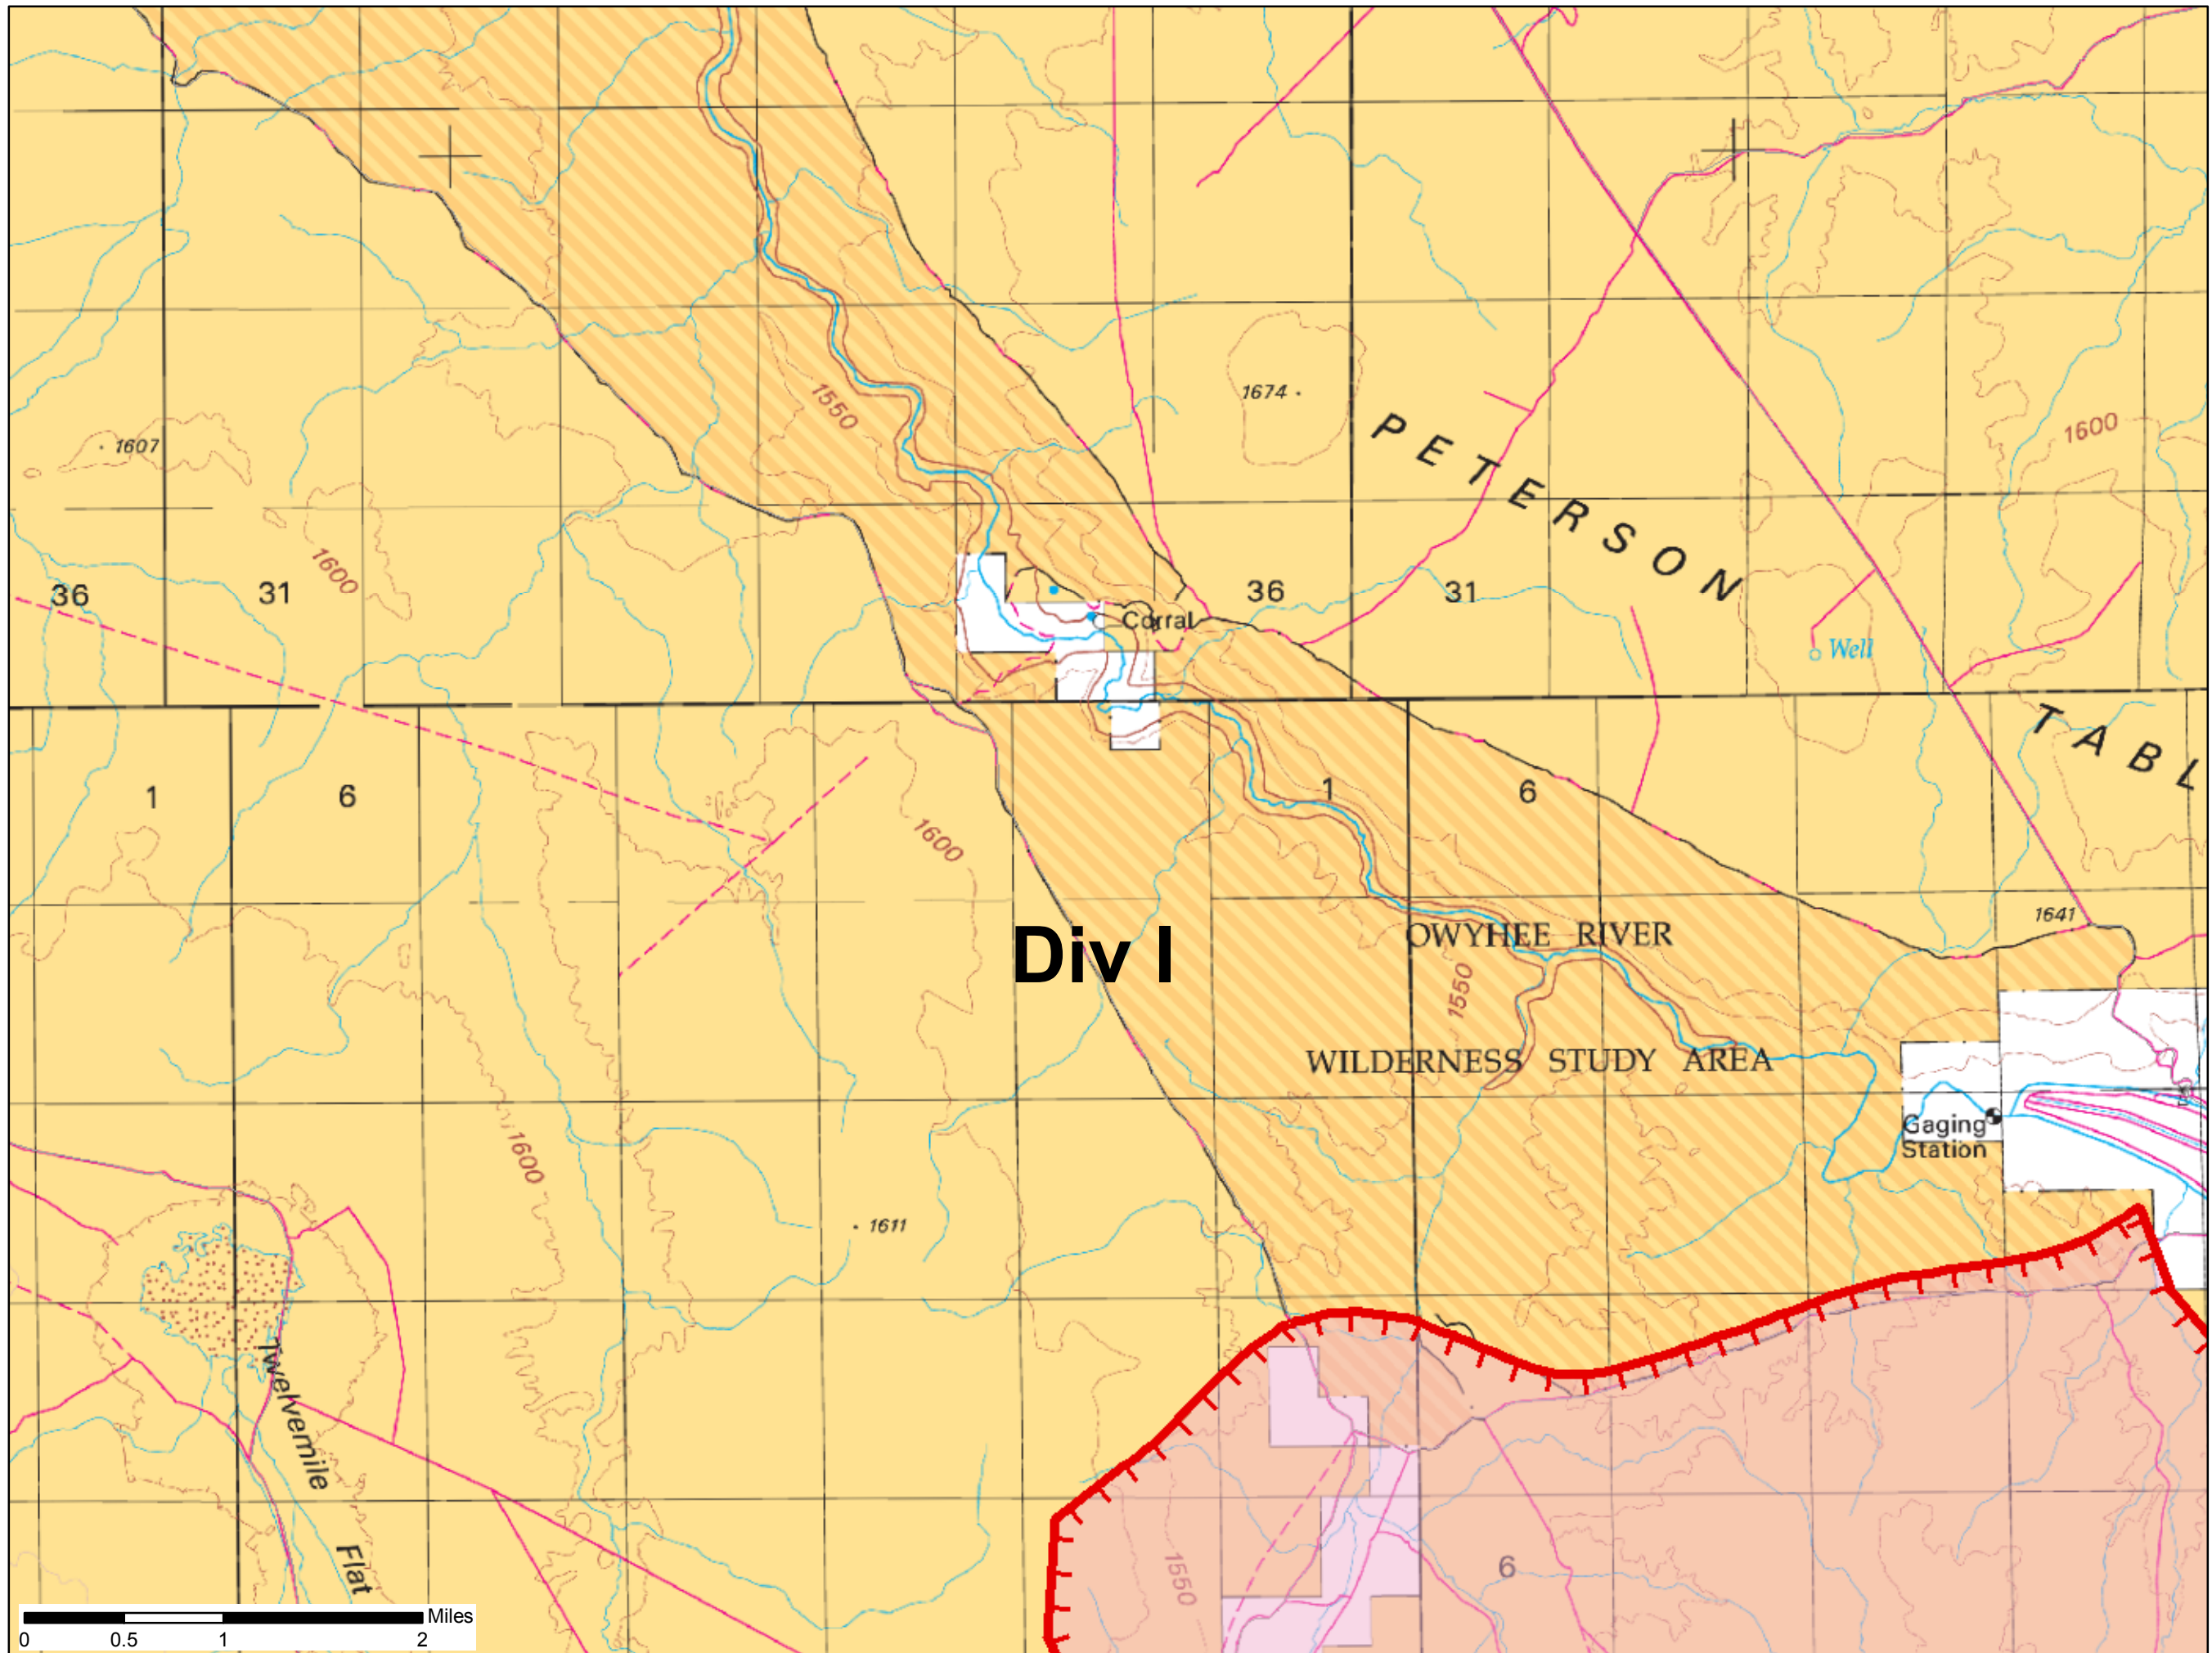 1550
1674
PETERSON
1600
1607
1600
36
31
36
31
Corral
Well
TABL
1
6
1
6
1600
1641
Div I
OWYHEE RIVER
1550
WILDERNESS STUDY AREA
Gaging
Station
1600
1611
Twelvemile
Flat
1550
6
Miles
0 0.5 1 2